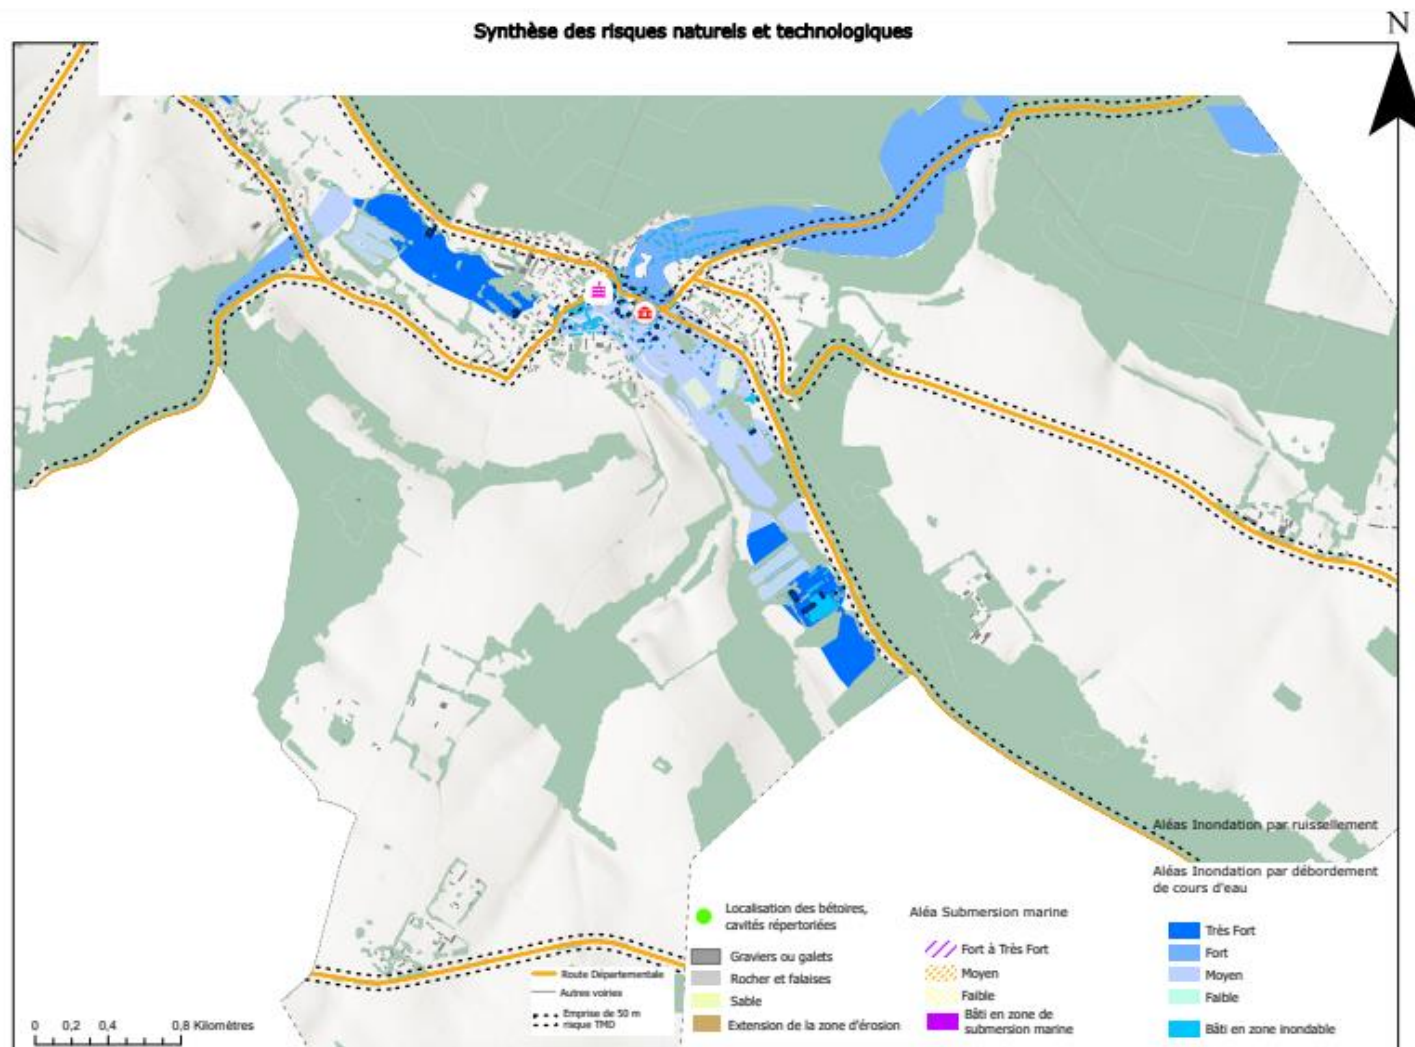 Synthèse des risques naturels et technologiques
N
Aléas Inondation par ruissellement
Aléas Inondation par débordement
de cours d'eau
Très Fort
Fort
Moyen
Faible
Bâti en zone inondable
Aléa Submersion marine
Fort à Très Fort
Moyen
Faible
Bâti en zone de
submersion marine
Localisation des bétoires,
cavités répertoriées
Graviers ou galets
Rocher et falaises
Sable
Extension de la zone d'érosion
Route Départementale
Autres voiries
Emprise de 50 m
risque TMD
0 0,2 0,4 0,8 Kilomètres